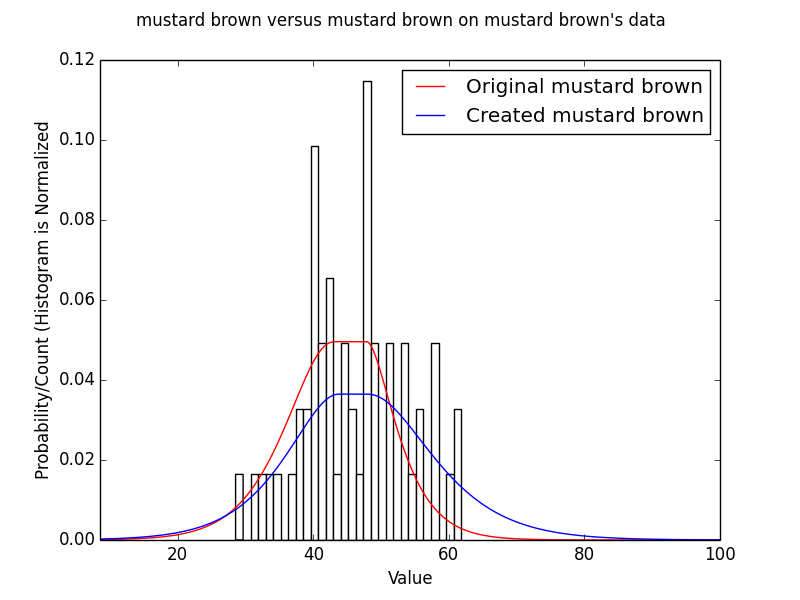 mustard brown versus mustard brown on mustard brown's data
Original mustard brown
Created mustard brown
0.12
0.10
0.08
0.06
0.04
0.02
0.00
Probability/Count (Histogram is Normalized
20
40
60
80
100
Value